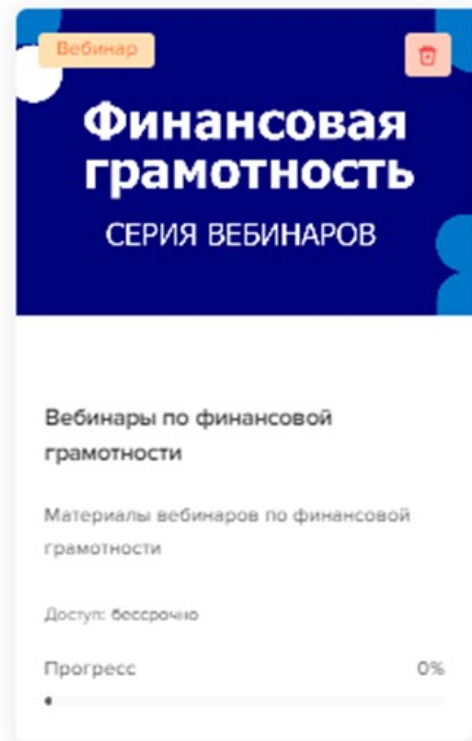 Вебинар
Финансовая
грамотность
СЕРИЯ ВЕБИНАРОВ
Вебинары по финансовой
грамотности
Материалы вебинаров по финансовой
грамотности
Доступ: бессрочно
Прогресс 0%